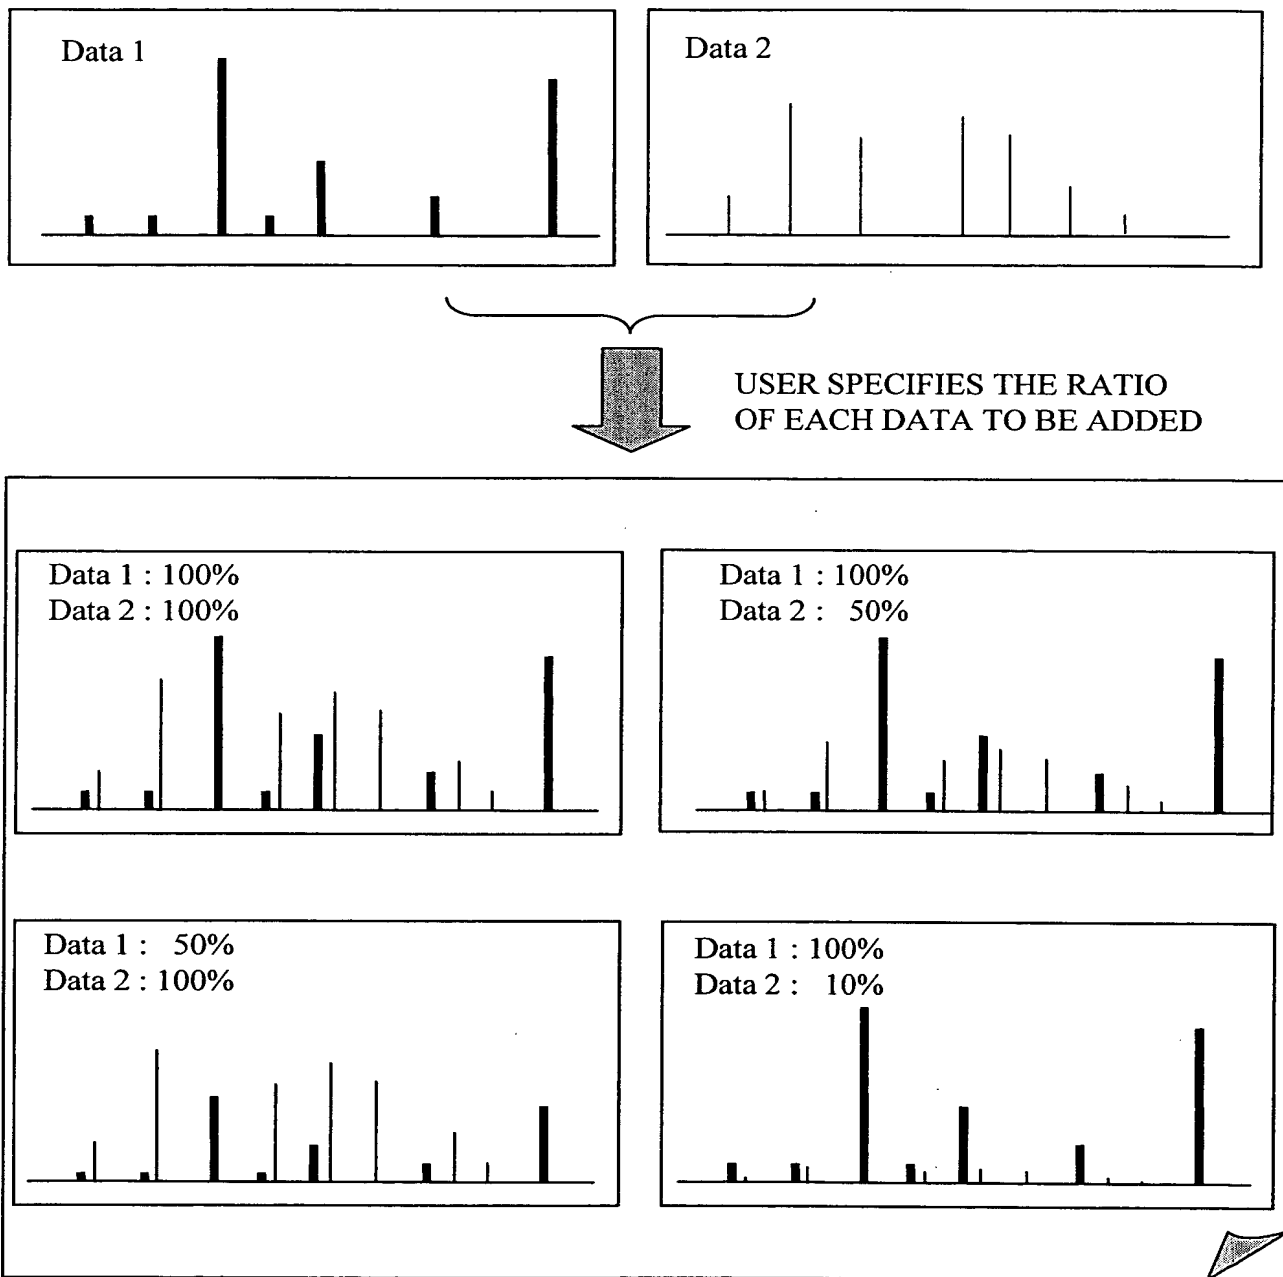 Data 1
Data 2
USER SPECIFIES THE RATIO
OF EACH DATA TO BE ADDED
Data 1 : 100%
Data 2 : 100%
Data 1 : 100%
Data 2 : 50%
Data 1 : 50%
Data 2 : 100%
Data 1 : 100%
Data 2 : 10%